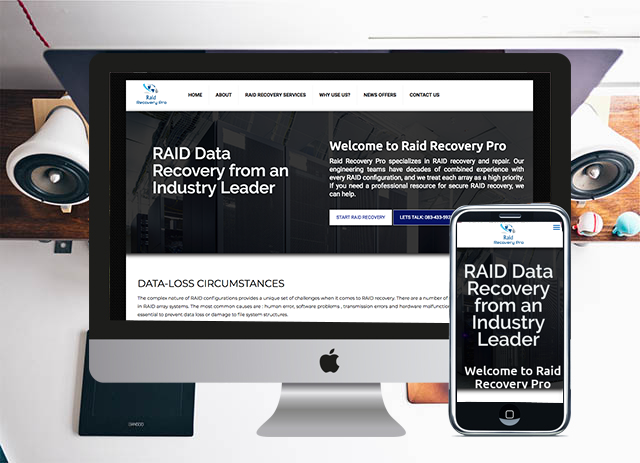 Raid
Recovery Pro
HOME
ABOUT
RAID RECOVERY SERVICES
WHY USE US?
NEWS OFFERS
CONTACT US
RAID Data
Recovery from an
Industry Leader
Welcome to Raid Recovery Pro
Raid Recovery Pro specializes in RAID recovery and repair. Our
engineering teams have decades of combined experience with
every RAID configuration, and we treat each array as a high priority.
If you need a professional resource for secure RAID recovery, we
can help.
START RAID RECOVERY
LETS TALK: 083-433-593
DATA-LOSS CIRCUMSTANCES
The complex nature of RAID configurations provides a unique set of challenges when it comes to RAID recovery. There are a number of
in RAID array systems. The most common causes are : human error, software problems , transmission errors and hardware malfunction
essential to prevent data loss or damage to file system structures.
Raid
Recovery Pro
RAID Data
Recovery
from an
Industry
Leader
Welcome to Raid
Recovery Pro